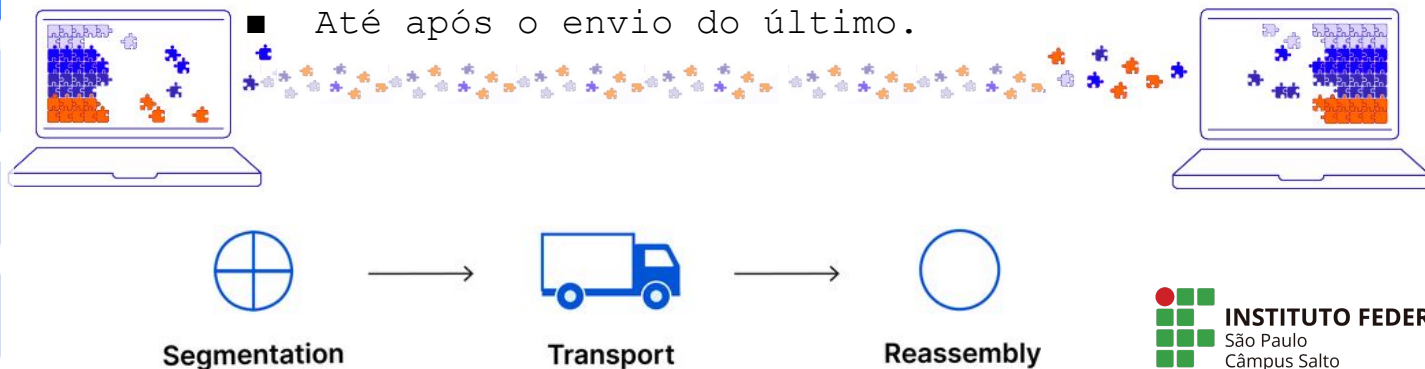 ■ Até após o envio do último.
Segmentation
Transport
Reassembly
INSTITUTO FEDER
São Paulo
Câmpus Salto